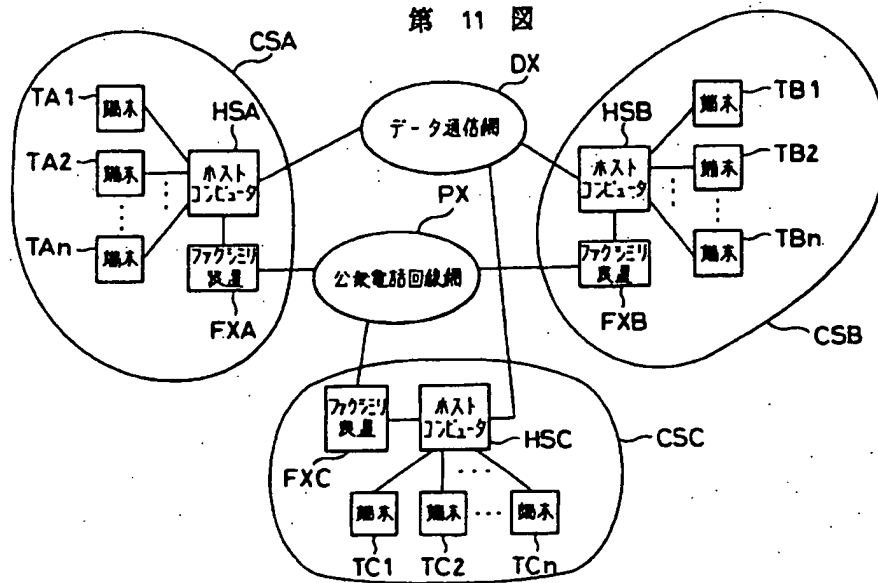 第 11 図
CSA
DX
TA1
端末
HSA
データ通信網
HSB
端末
TB1
TA2
端末
ホスト
コンピュータ
PX
ホスト
コンピュータ
端末
TB2
TAn
端末
ファクシミリ
装置
公衆電話回線網
ファクシミリ
装置
端末
TBn
FXA
FXB
CSB
ファクシミリ
装置
ホスト
コンピュータ
HSC
CSC
FXC
端末
端末
端末
TC1
TC2
TCn